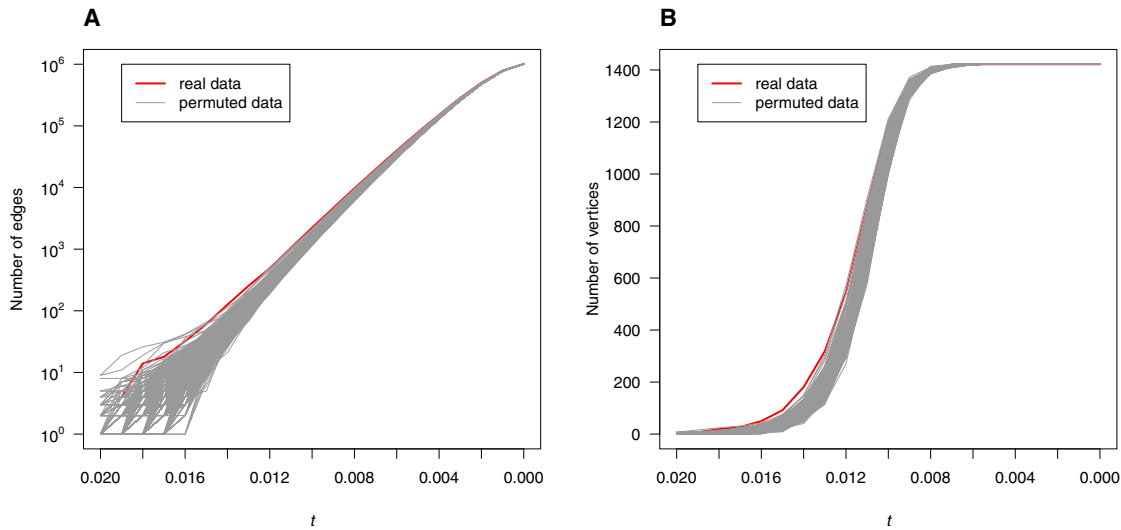 A
Number of edges
10^6
10^5
10^4
10^3
10^2
10^1
10^0
real data
permuted data
0.020 0.016 0.012 0.008 0.004 0.000
t
B
Number of vertices
1400
1200
1000
800
600
400
200
0
real data
permuted data
0.020 0.016 0.012 0.008 0.004 0.000
t